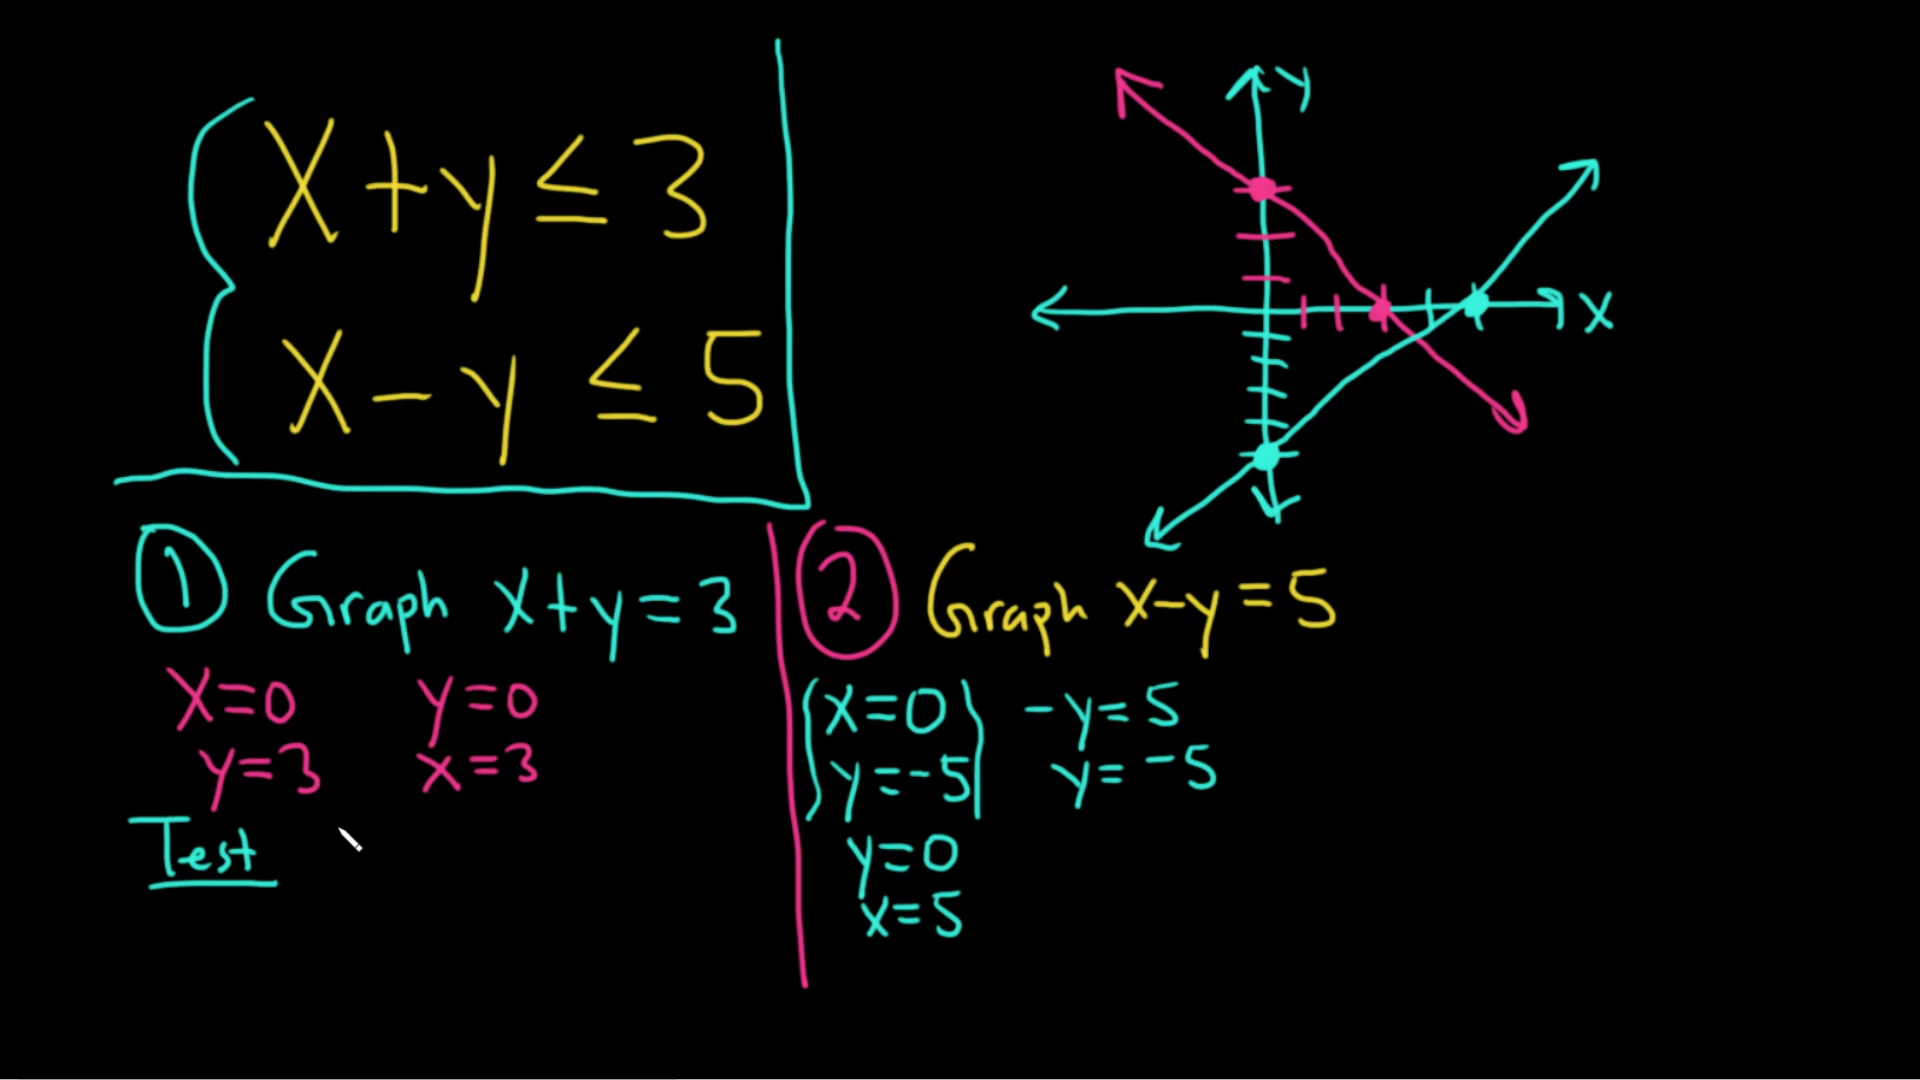 x+y≤3
x-y≤5
y
x
① Graph x+y=3
x=0 y=0
y=3 x=3
Test
② Graph x-y=5
x=0 -y=5
y=-5 y=-5
y=0
x=5